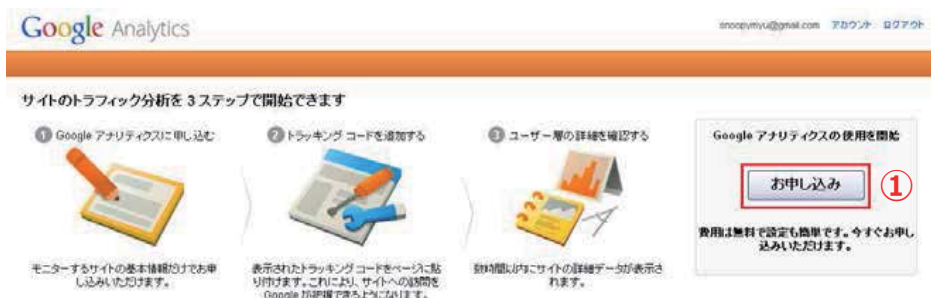 Google Analytics
snoopymyu@gmail.com アカウント ログアウト
サイトのトラフィック分析を 3 ステップで開始できます
1 Google アナリティクスに申し込む
2 トラッキング コードを追加する
3 ユーザー層の詳細を確認する
Google アナリティクスの使用を開始
お申し込み
①
モニターするサイトの基本情報だけでお申
し込みいただけます。
表示されたトラッキング コードをページに貼
り付けます。これにより、サイトへの訪問を
Google が把握できるようになります。
数時間以内にサイトの詳細データが表示さ
れます。
費用は無料で設定も簡単です。今すぐお申し
込みいただけます。